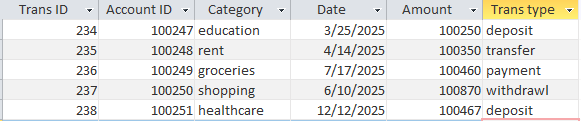 Trans ID Account ID Category Date Amount Trans type
234 100247 education 3/25/2025 100250 deposit
235 100248 rent 4/14/2025 100350 transfer
236 100249 groceries 7/17/2025 100460 payment
237 100250 shopping 6/10/2025 100870 withdrawl
238 100251 healthcare 12/12/2025 100467 deposit